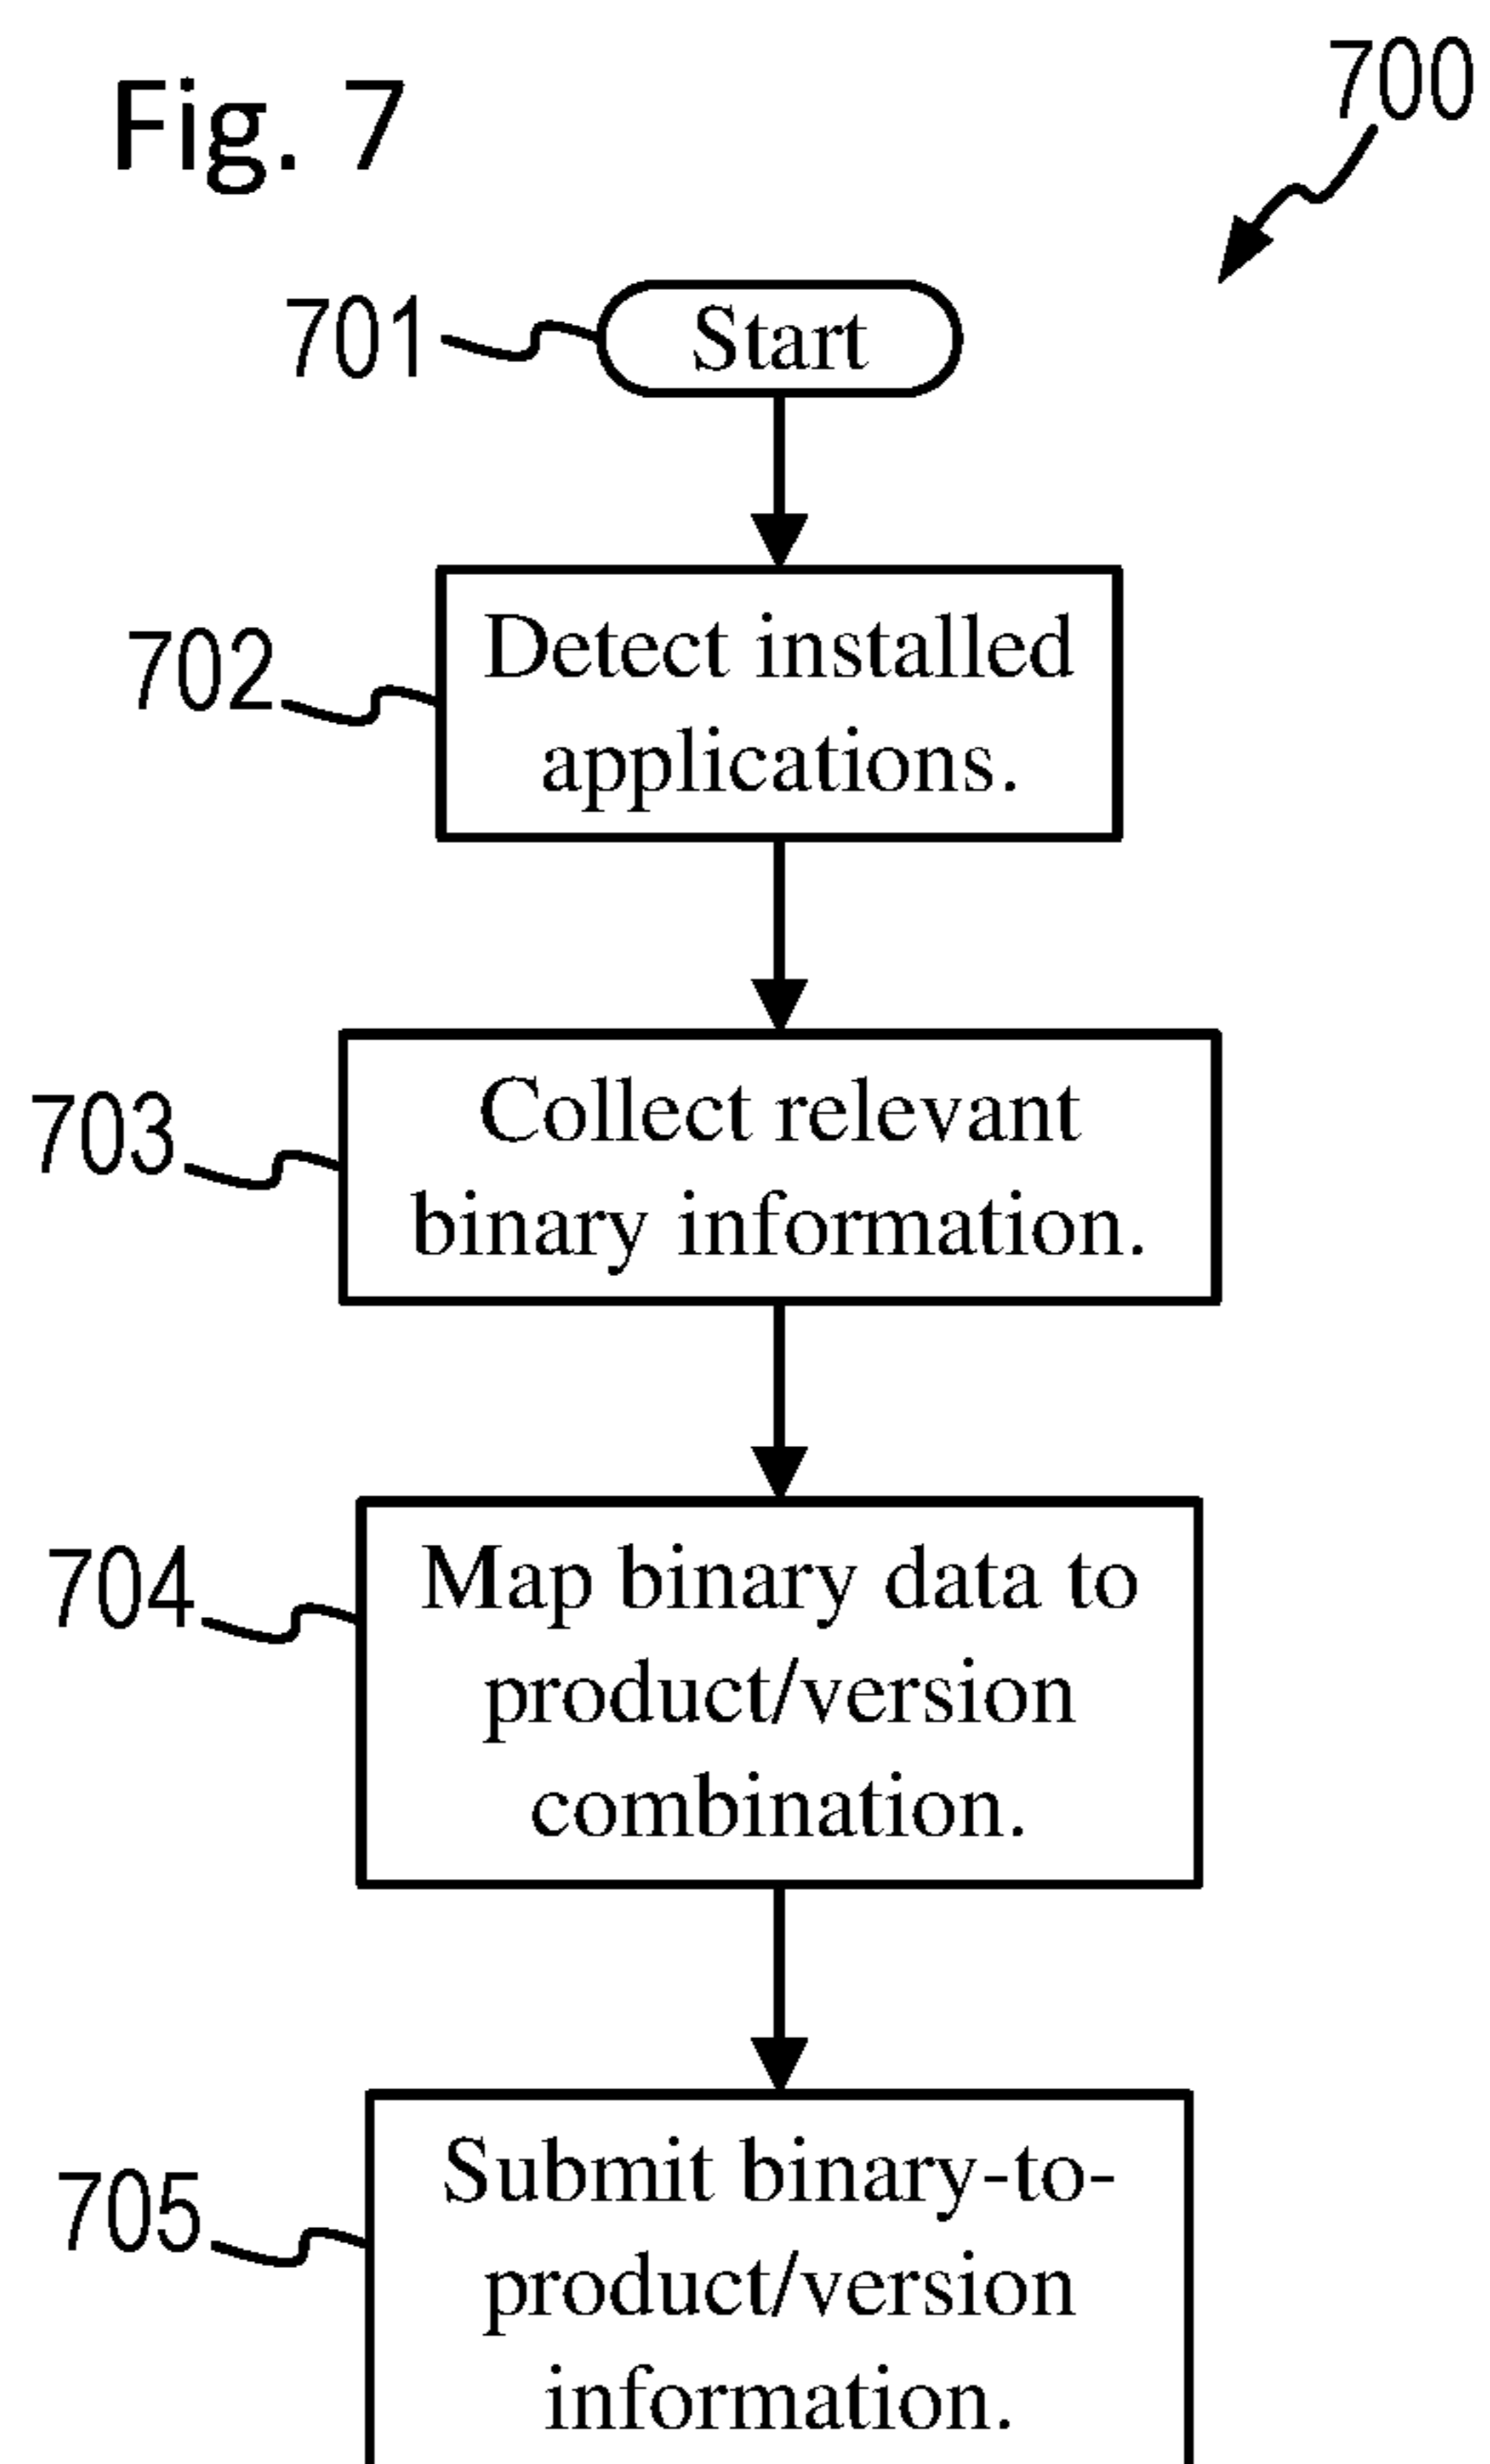 Fig. 7
700
701
Start
702
Detect installed
applications.
703
Collect relevant
binary information.
704
Map binary data to
product/version
combination.
705
Submit binary-to-
product/version
information.